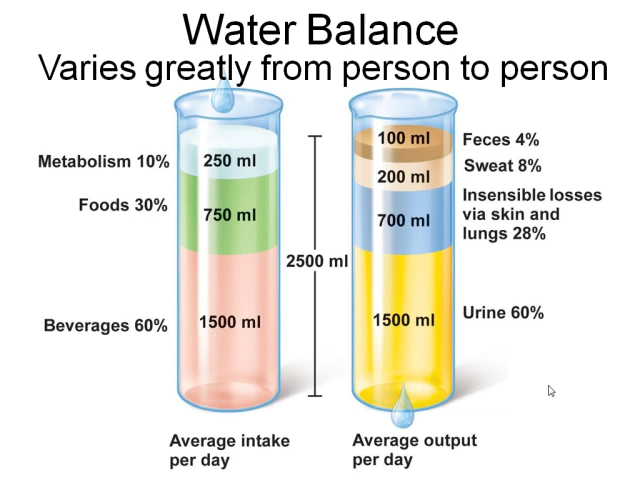 Water Balance
Varies greatly from person to person
Metabolism 10%
250 ml
Foods 30%
750 ml
Beverages 60%
1500 ml
2500 ml
100 ml
Feces 4%
200 ml
Sweat 8%
700 ml
Insensible losses
via skin and
lungs 28%
1500 ml
Urine 60%
Average intake
per day
Average output
per day